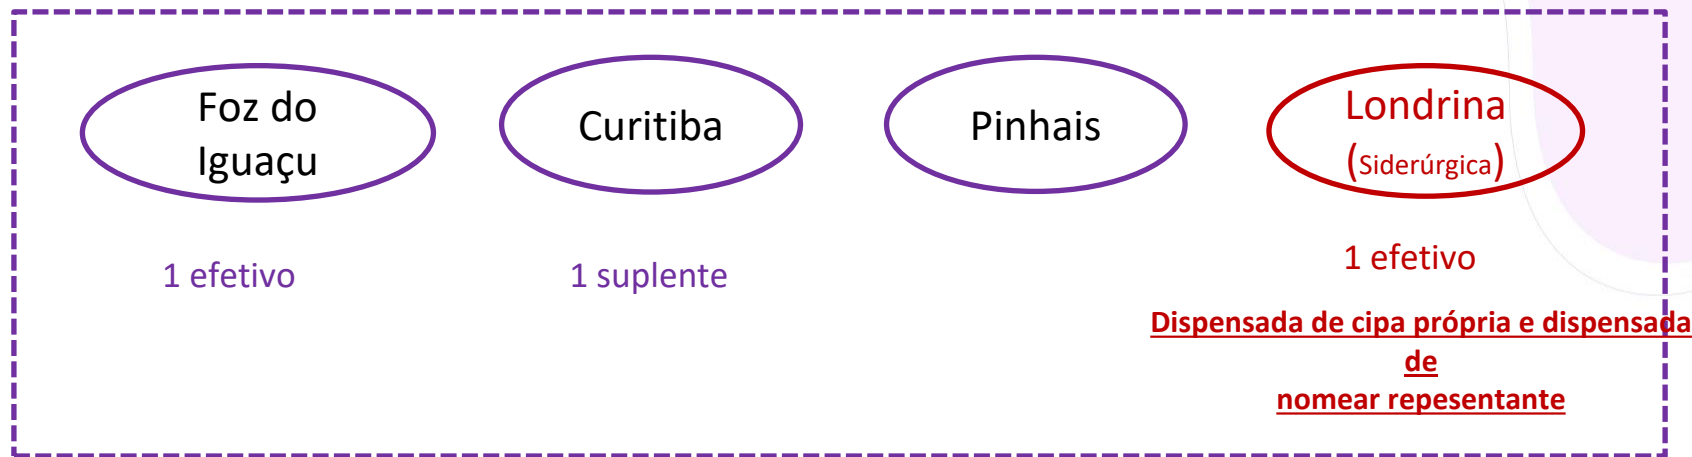 Foz do
Iguaçu
Curitiba
Pinhais
Londrina
(Siderúrgica)
1 efetivo
1 suplente
1 efetivo
Dispensada de cipa própria e dispensada
de
nomear repesentante